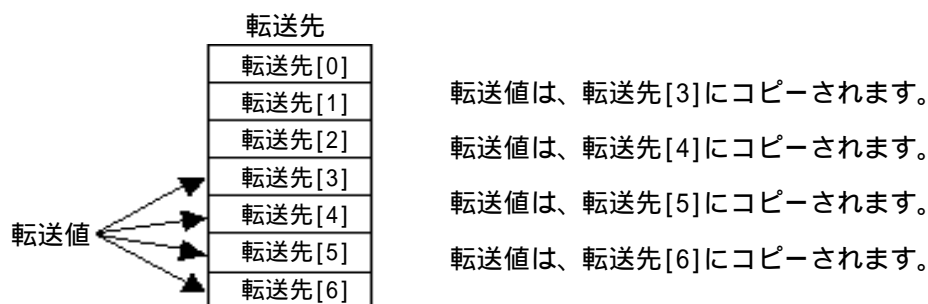 転送先
転送先[0]
転送先[1]
転送先[2]
転送先[3]
転送先[4]
転送先[5]
転送先[6]
転送値
転送値は、転送先[3]にコピーされます。
転送値は、転送先[4]にコピーされます。
転送値は、転送先[5]にコピーされます。
転送値は、転送先[6]にコピーされます。